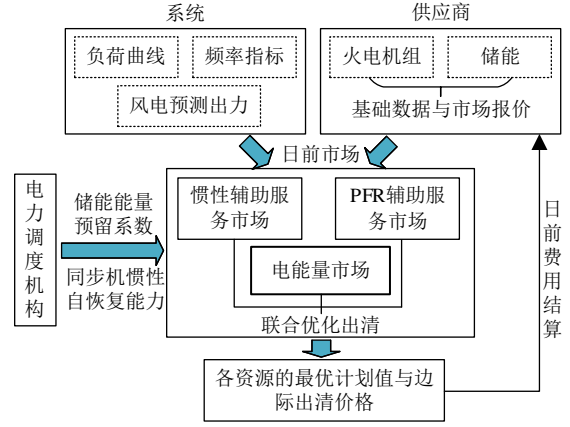 系统
供应商
负荷曲线
频率指标
风电预测出力
火电机组
储能
基础数据与市场报价
日前市场
电力调度机构
储能能量
预留系数
同步机惯性
自恢复能力
惯性辅助服
务市场
PFR辅助服
务市场
电能量市场
联合优化出清
日前费用结算
各资源的最优计划值与边
际出清价格